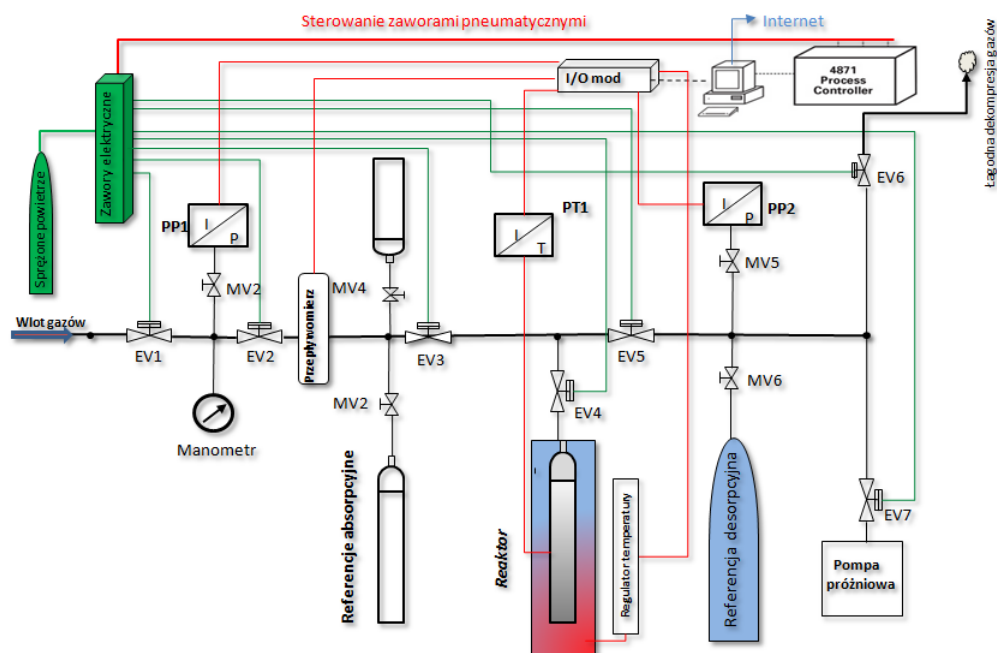 Sterowanie zaworami pneumatycznymi
Internet
Łagodna dekompresja gazów
I/O mod
4871
Process
Controller
Zawory elektryczne
Sprężone powietrze
EV6
PP1
I
P
PT1
I
T
I
P
PP2
MV2
MV4
MV5
Wlot gazów
EV1
EV2
Przepływomierz
EV3
EV5
MV2
EV4
MV6
Manometr
Referencje absorpcyjne
Reaktor
Regulator temperatury
Referencja desorpcyjna
EV7
Pompa
próżniowa